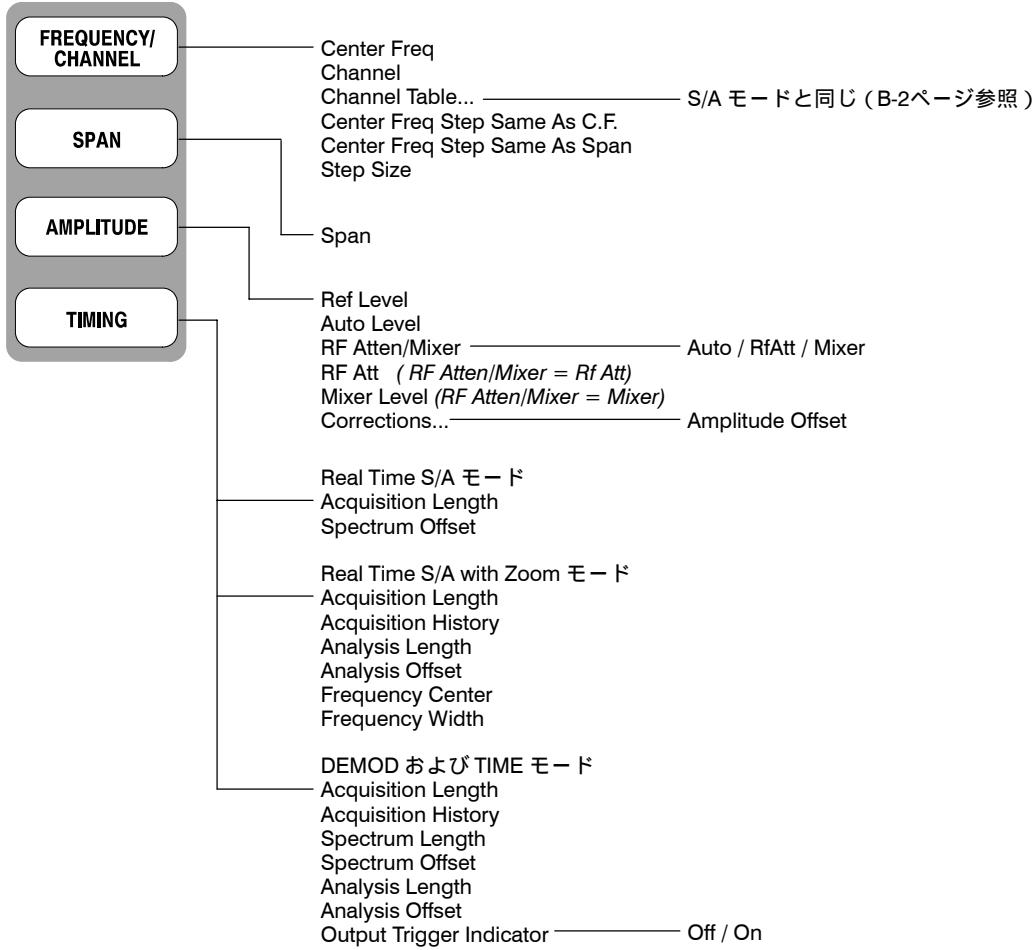 FREQUENCY/
CHANNEL
SPAN
AMPLITUDE
TIMING
Center Freq
Channel
Channel Table... S/A モードと同じ ( B-2ページ参照 )
Center Freq Step Same As C.F.
Center Freq Step Same As Span
Step Size
Span
Ref Level
Auto Level
RF Atten/Mixer Auto / RfAtt / Mixer
RF Att ( RF Atten/Mixer = Rf Att)
Mixer Level (RF Atten/Mixer = Mixer)
Corrections... Amplitude Offset
Real Time S/A モード
Acquisition Length
Spectrum Offset
Real Time S/A with Zoom モード
Acquisition Length
Acquisition History
Analysis Length
Analysis Offset
Frequency Center
Frequency Width
DEMOD および TIME モード
Acquisition Length
Acquisition History
Spectrum Length
Spectrum Offset
Analysis Length
Analysis Offset
Output Trigger Indicator Off / On